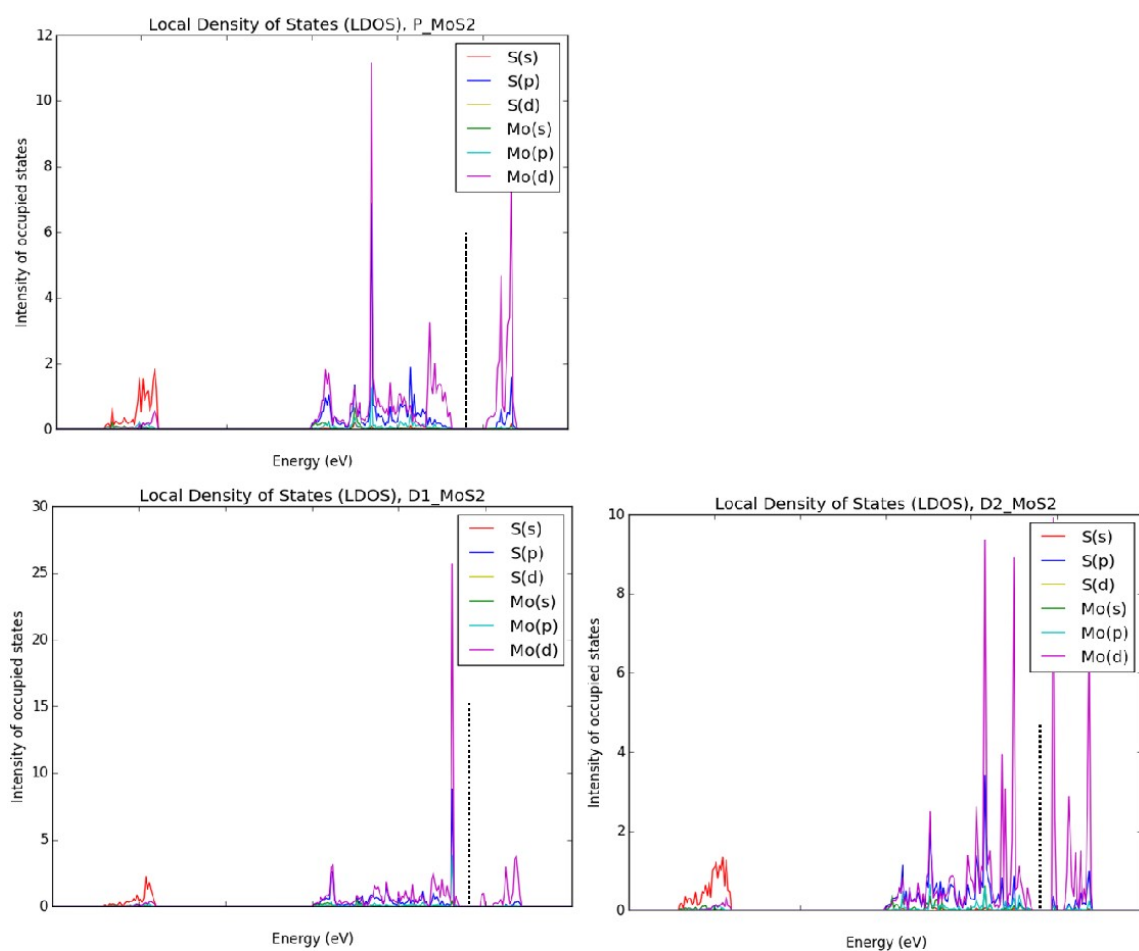 Local Density of States (LDOS), P_MoS2
12
10
8
6
4
2
0
Intensity of occupied states
S(s)
S(p)
S(d)
Mo(s)
Mo(p)
Mo(d)
Energy (eV)
Local Density of States (LDOS), D1_MoS2
30
25
20
15
10
5
0
Intensity of occupied states
S(s)
S(p)
S(d)
Mo(s)
Mo(p)
Mo(d)
Energy (eV)
Local Density of States (LDOS), D2_MoS2
10
8
6
4
2
0
Intensity of occupied states
S(s)
S(p)
S(d)
Mo(s)
Mo(p)
Mo(d)
Energy (eV)